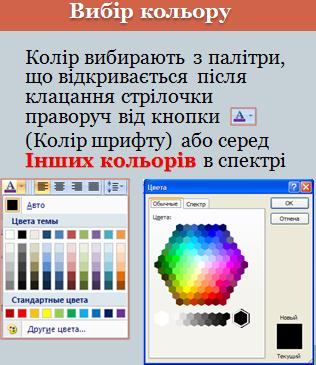 Вибір кольору
Колір вибирають з палітри,
що відкривається після
клацання стрілочки
праворуч від кнопки А
(Колір шрифту) або серед
Інших кольорів в спектрі
А
Авто
Цвета темы
Стандартные цвета
Другие цвета...
Цвета
Обычные Спектр
Цвета:
ОК
Отмена
Новый
Текущий